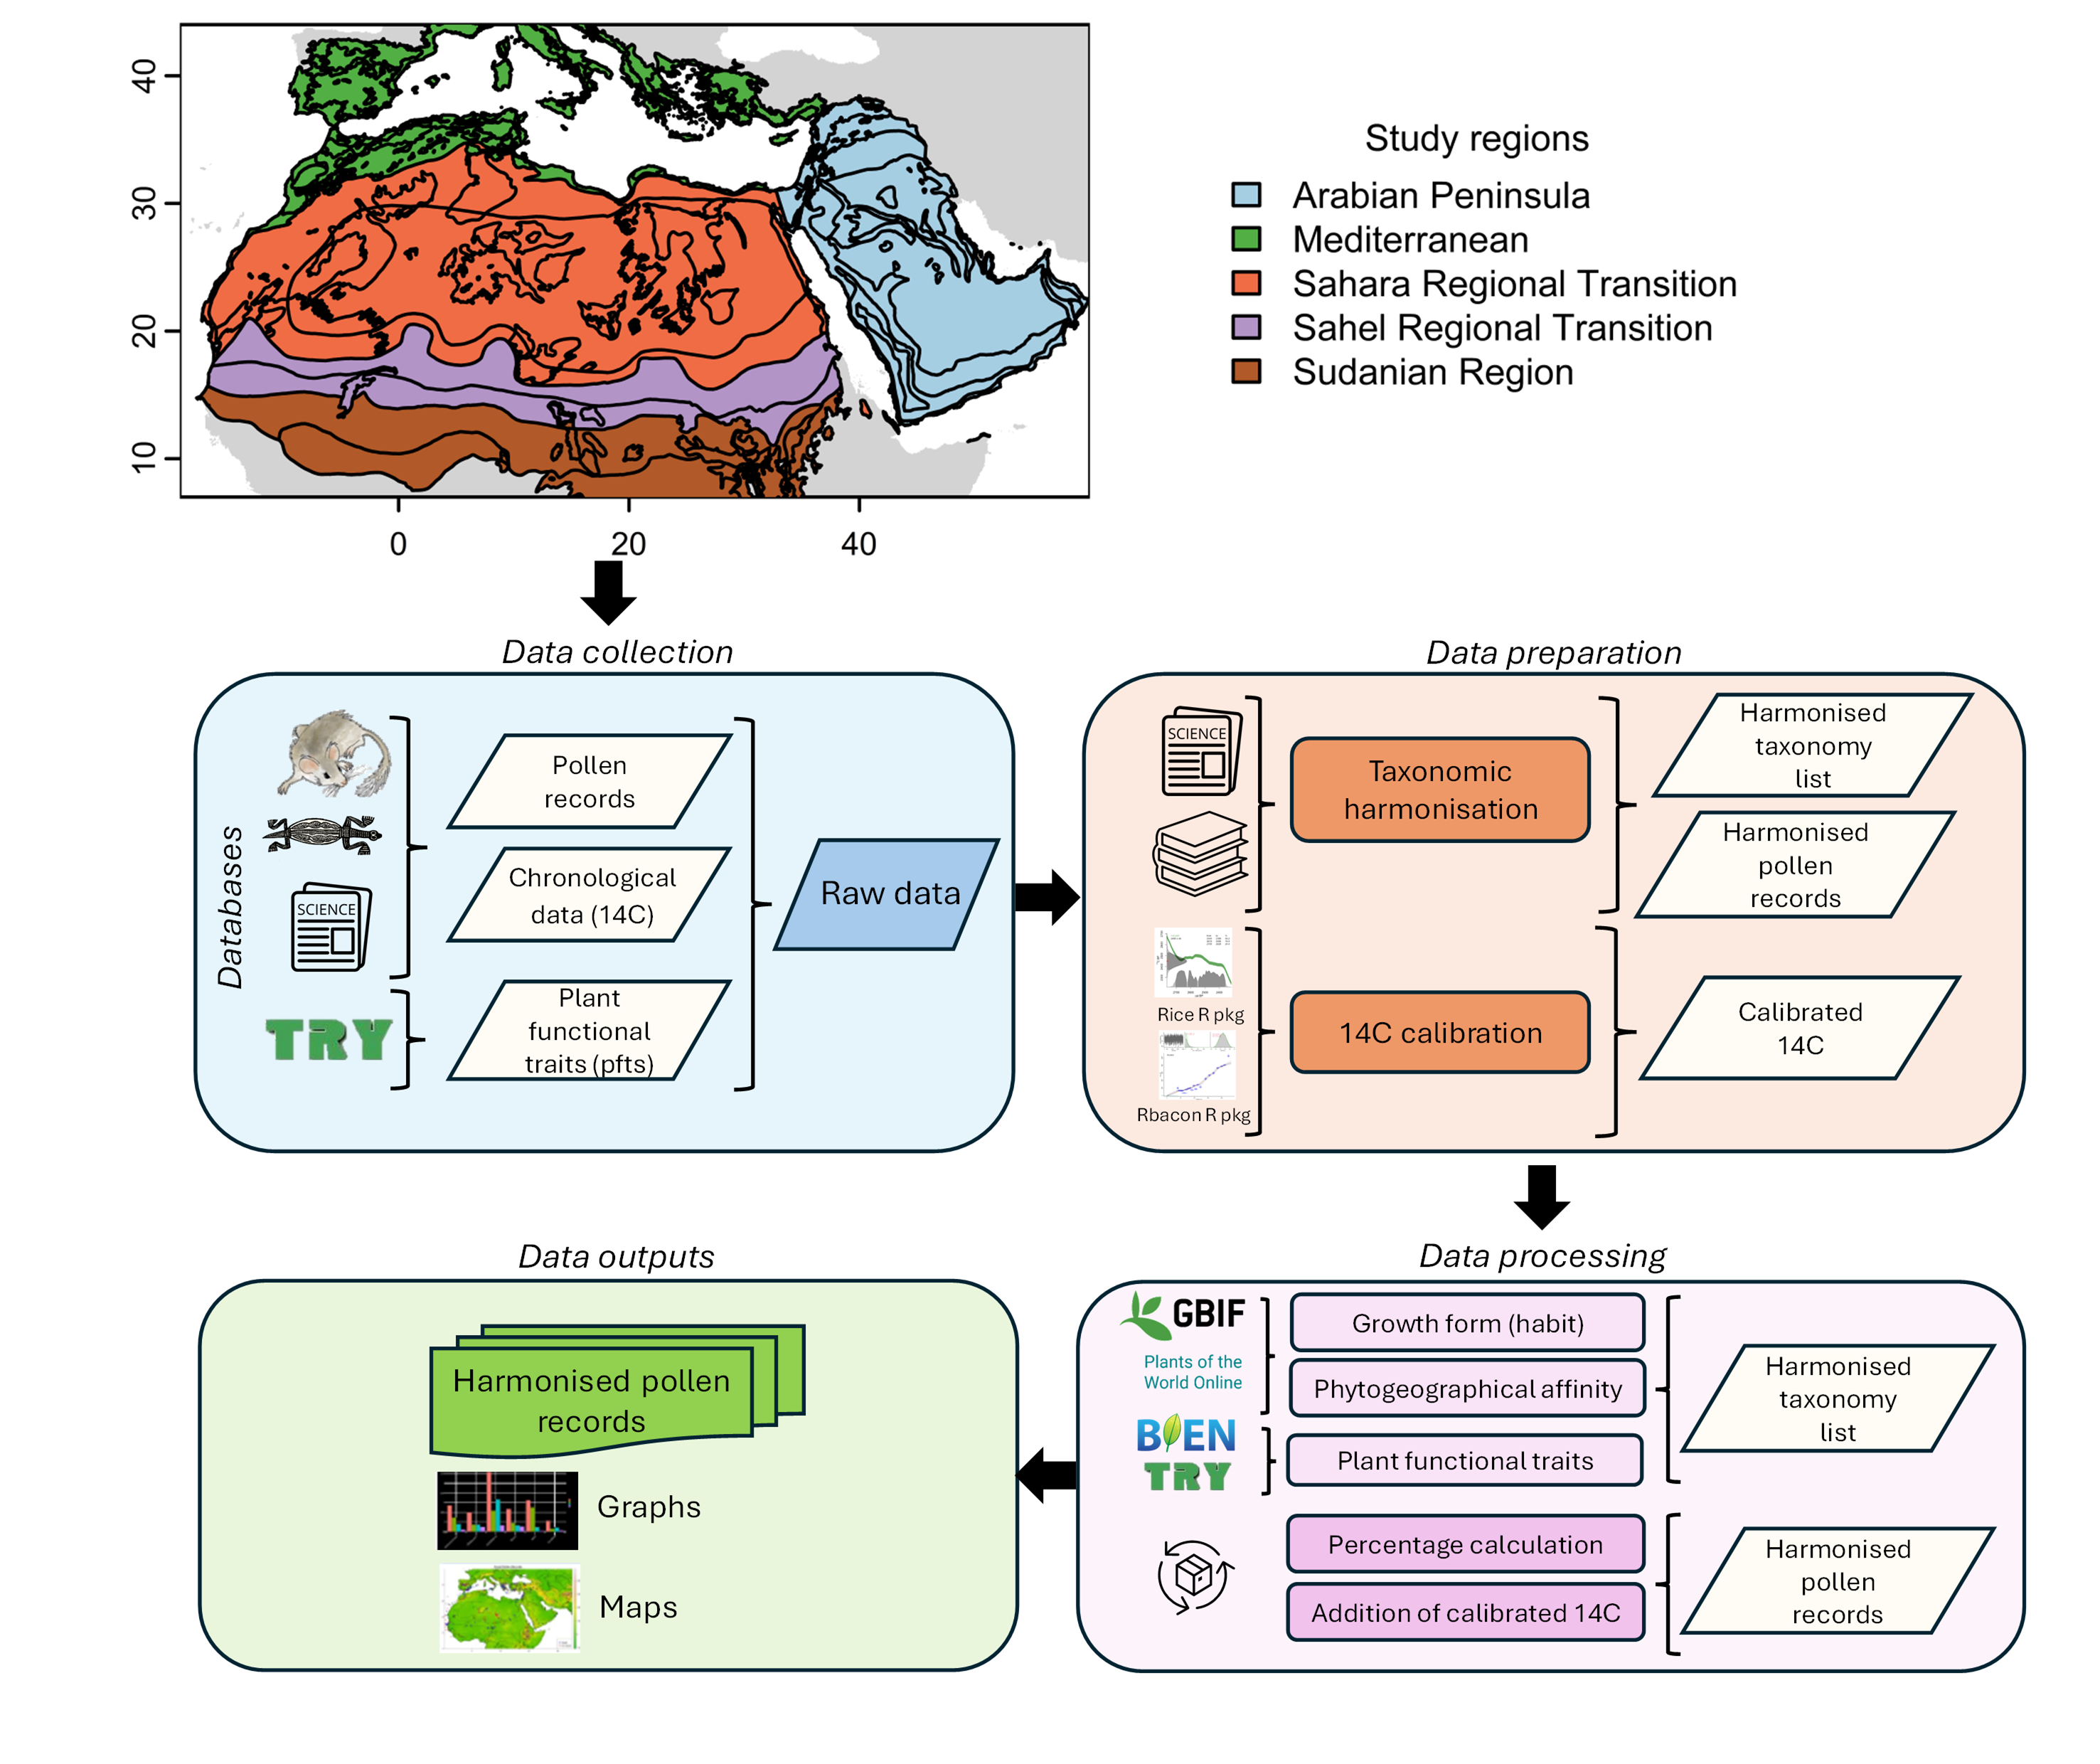 40
30
20
10
0
20
40
Study regions
Arabian Peninsula
Mediterranean
Sahara Regional Transition
Sahel Regional Transition
Sudanian Region
Data collection
Databases
SCIENCE
TRY
Pollen
records
Chronological
data (14C)
Plant
functional
traits (pfts)
Raw data
Data preparation
SCIENCE
Rice R pkg
Rbacon R pkg
Taxonomic
harmonisation
14C calibration
Harmonised
taxonomy
list
Harmonised
pollen
records
Calibrated
14C
Data outputs
Harmonised pollen
records
Graphs
Maps
Data processing
GBIF
Plants of the
World Online
BIEN
TRY
Growth form (habit)
Phytogeographical affinity
Plant functional traits
Percentage calculation
Addition of calibrated 14C
Harmonised
taxonomy
list
Harmonised
pollen
records